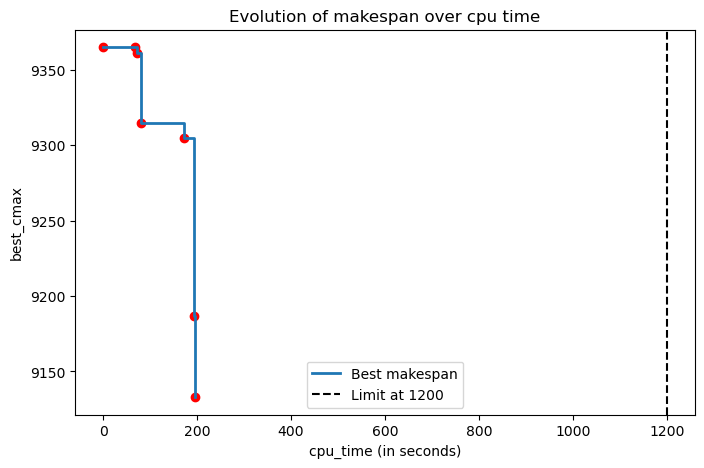 Evolution of makespan over cpu time
best_cmax
9350
9300
9250
9200
9150
Best makespan
Limit at 1200
0 200 400 600 800 1000 1200
cpu_time (in seconds)